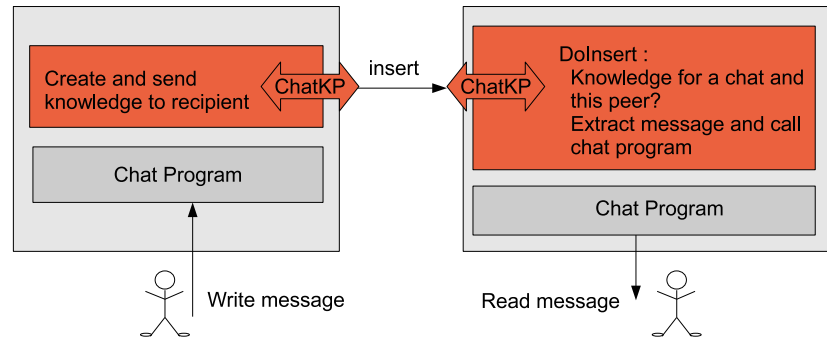 Create and send
knowledge to recipient
ChatKP
Chat Program
Write message
insert
ChatKP
DoInsert :
Knowledge for a chat and
this peer?
Extract message and call
chat program
Chat Program
Read message